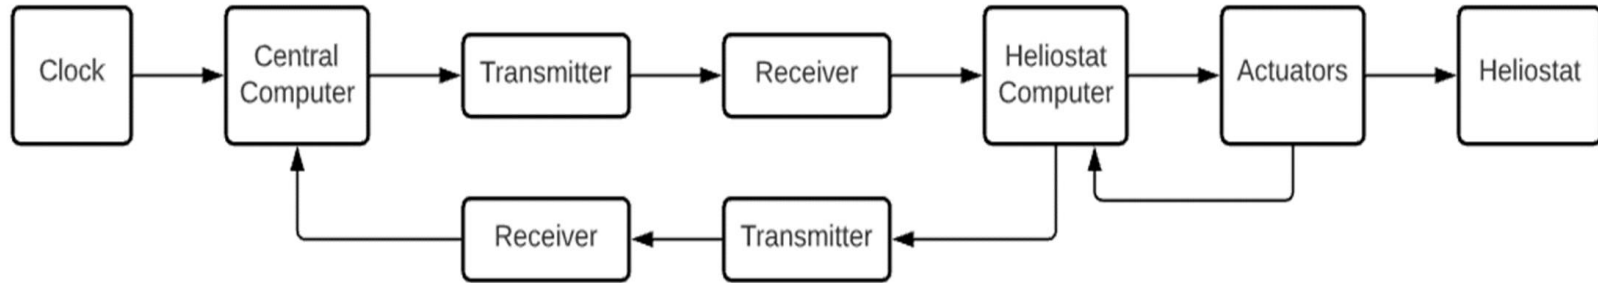 Clock
Central
Computer
Transmitter
Receiver
Heliostat
Computer
Actuators
Heliostat
Receiver
Transmitter